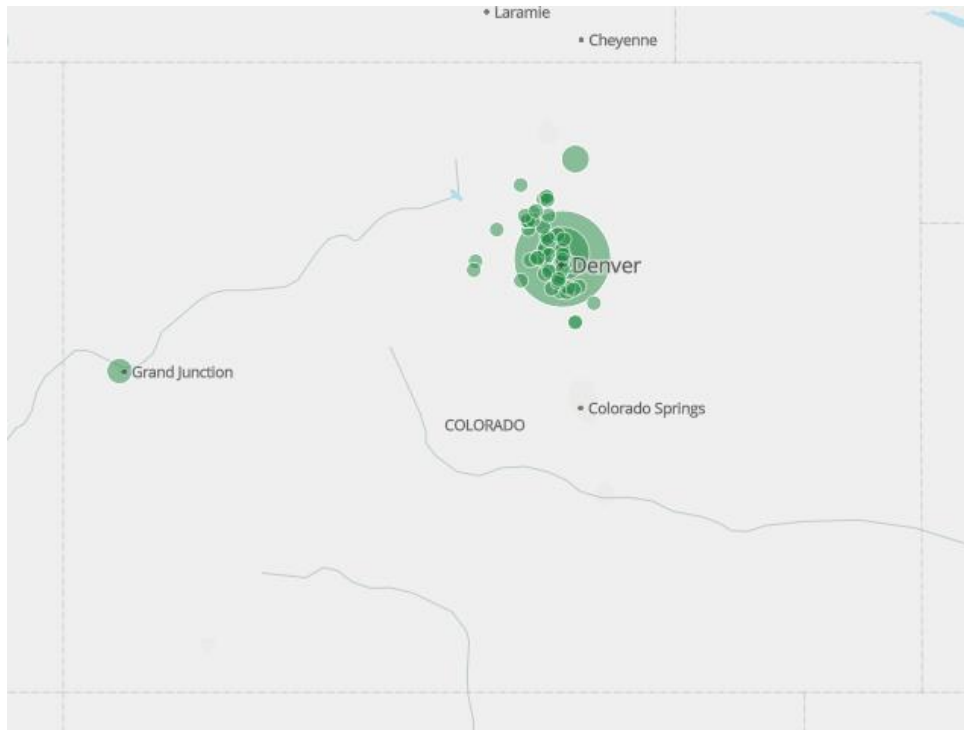 Laramie
Cheyenne
Denver
Grand Junction
Colorado Springs
COLORADO